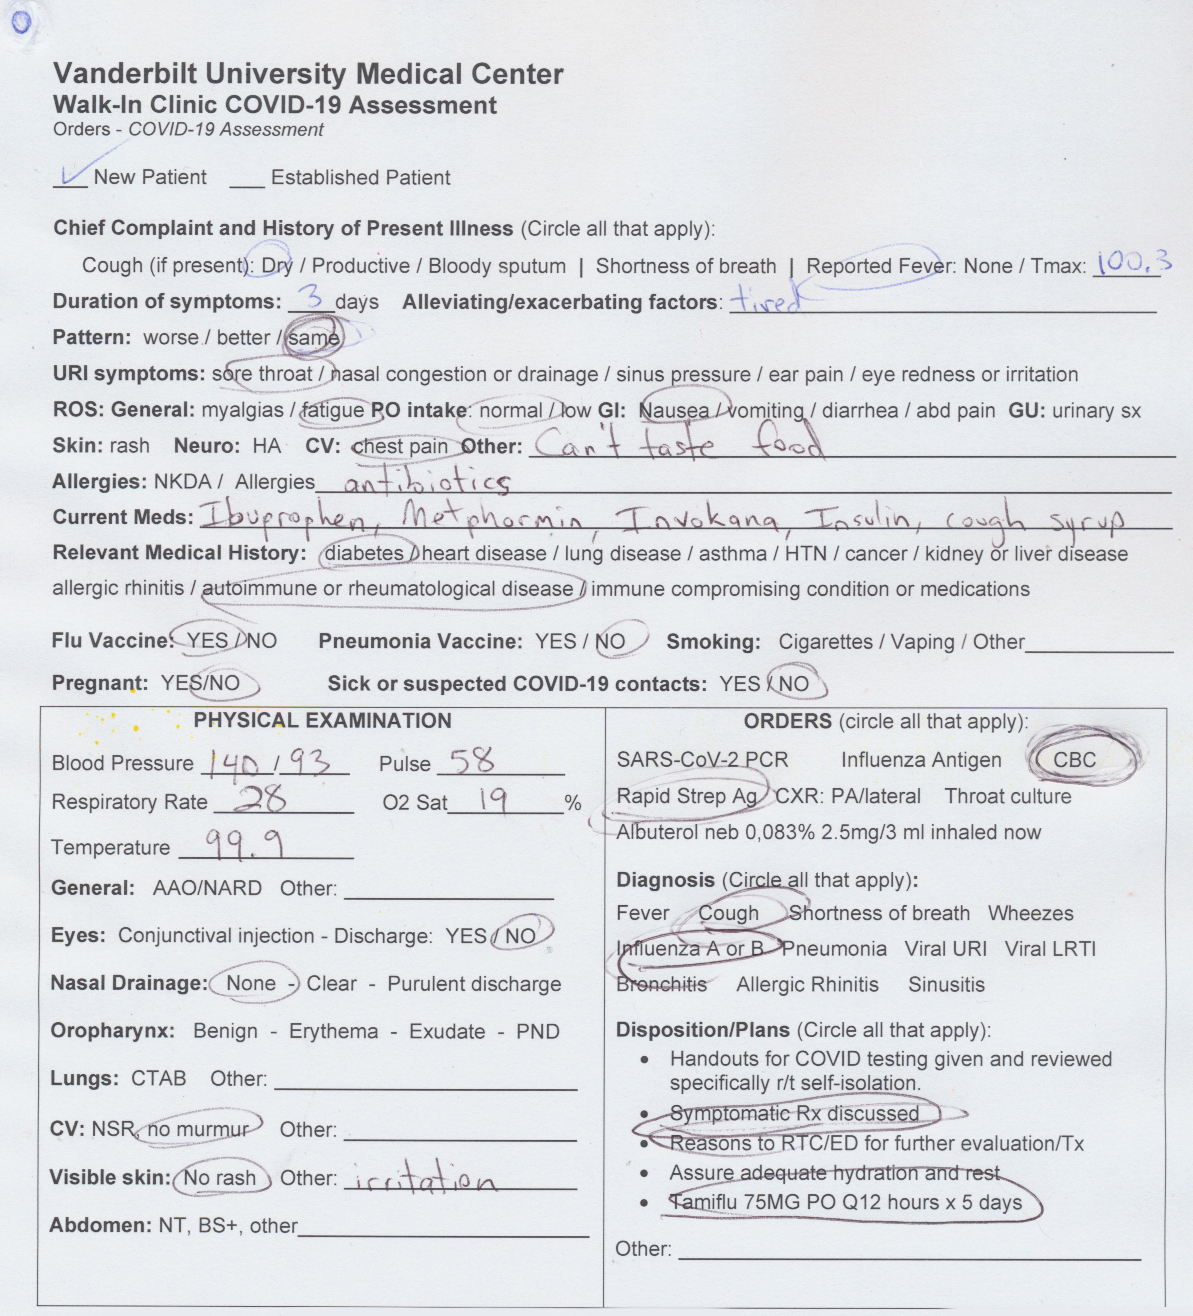 Vanderbilt University Medical Center
Walk-In Clinic COVID-19 Assessment
Orders - COVID-19 Assessment
___ New Patient ___ Established Patient
Chief Complaint and History of Present Illness (Circle all that apply):
Cough (if present): Dry / Productive / Bloody sputum | Shortness of breath | Reported Fever: None / Tmax: 100.3
Duration of symptoms: 3 days Alleviating/exacerbating factors: tired
Pattern: worse / better / same
URI symptoms: sore throat / nasal congestion or drainage / sinus pressure / ear pain / eye redness or irritation
ROS: General: myalgias / fatigue PO intake: normal / low GI: Nausea / vomiting / diarrhea / abd pain GU: urinary sx
Skin: rash Neuro: HA CV: chest pain Other: Can't taste food
Allergies: NKDA / Allergies antibiotics
Current Meds: Ibuprophen, Metphormin, Invokana, Insulin, cough syrup
Relevant Medical History: diabetes / heart disease / lung disease / asthma / HTN / cancer / kidney or liver disease
allergic rhinitis / autoimmune or rheumatological disease / immune compromising condition or medications
Flu Vaccine: YES / NO Pneumonia Vaccine: YES / NO Smoking: Cigarettes / Vaping / Other
Pregnant: YES/NO Sick or suspected COVID-19 contacts: YES / NO
PHYSICAL EXAMINATION
Blood Pressure 140 / 93 Pulse 58
Respiratory Rate 28 O2 Sat 19 %
Temperature 99.9
General: AAO/NARD Other:
Eyes: Conjunctival injection - Discharge: YES / NO
Nasal Drainage: None - Clear - Purulent discharge
Oropharynx: Benign - Erythema - Exudate - PND
Lungs: CTAB Other:
CV: NSR, no murmur Other:
Visible skin: No rash Other: irritation
Abdomen: NT, BS+, other
ORDERS (circle all that apply):
SARS-CoV-2 PCR Influenza Antigen CBC
Rapid Strep Ag CXR: PA/lateral Throat culture
Albuterol neb 0,083% 2.5mg/3 ml inhaled now
Diagnosis (Circle all that apply):
Fever Cough Shortness of breath Wheezes
Influenza A or B Pneumonia Viral URI Viral LRTI
Bronchitis Allergic Rhinitis Sinusitis
Disposition/Plans (Circle all that apply):
• Handouts for COVID testing given and reviewed
specifically r/t self-isolation.
• Symptomatic Rx discussed
• Reasons to RTC/ED for further evaluation/Tx
• Assure adequate hydration and rest
• Tamiflu 75MG PO Q12 hours x 5 days
Other: